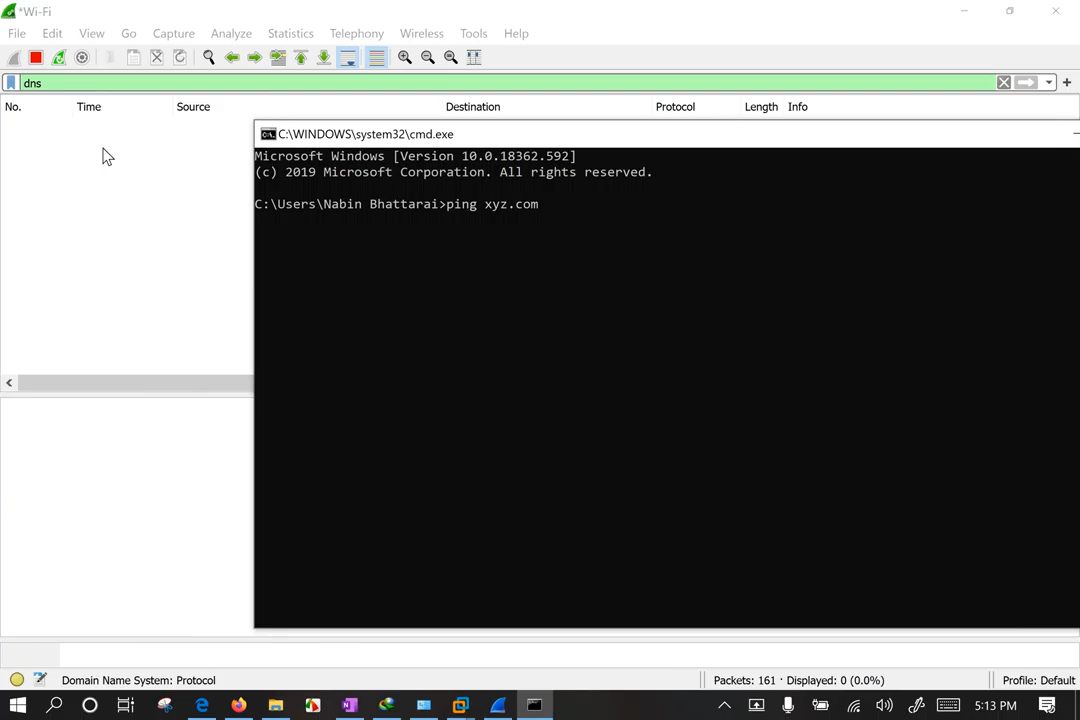 *Wi-Fi
File Edit View Go Capture Analyze Statistics Telephony Wireless Tools Help
dns
No. Time Source Destination Protocol Length Info
C:\WINDOWS\system32\cmd.exe
Microsoft Windows [Version 10.0.18362.592]
(c) 2019 Microsoft Corporation. All rights reserved.
C:\Users\Nabin Bhattarai>ping xyz.com
Domain Name System: Protocol
Packets: 161 · Displayed: 0 (0.0%)
Profile: Default
5:13 PM